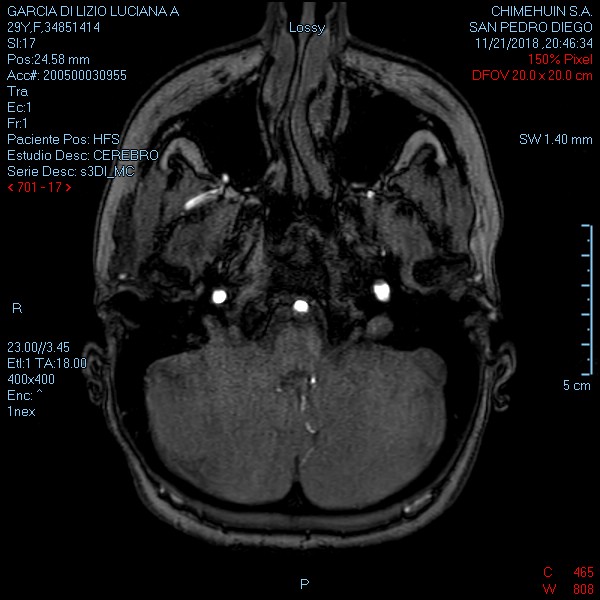 GARCIA DI LIZIO LUCIANA A
29Y,F,34851414
Sl:17
Pos:24.58 mm
Acc#: 200500030955
Tra
Ec:1
Fr:1
Paciente Pos: HFS
Estudio Desc: CEREBRO
Serie Desc: s3DI_MC
< 701 - 17 >
Lossy
CHIMEHUIN S.A.
SAN PEDRO DIEGO
11/21/2018 ,20:46:34
150% Pixel
DFOV 20.0 x 20.0 cm
SW 1.40 mm
R
23.00//3.45
Etl:1 TA:18.00
400x400
Enc: ^
1nex
5 cm
P
C 465
W 808